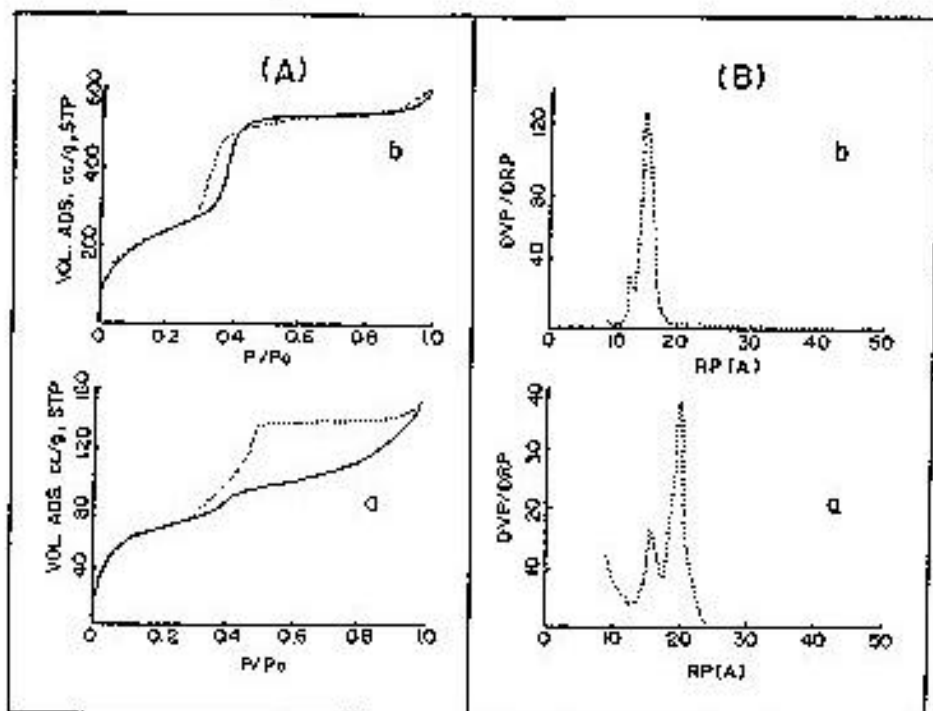 (A)
600
400
200
0
VOL. ADS. cc/g, STP
b
0 0.2 0.4 0.6 0.8 1.0
P/Po
160
120
80
40
VOL ADS. cc/g, STP
a
0 0.2 0.4 0.6 0.8 1.0
P/Po
(B)
120
80
40
DVP/DRP
b
0 10 20 30 40 50
RP(A)
40
30
20
10
DVP/DRP
a
0 10 20 30 40 50
RP(A)